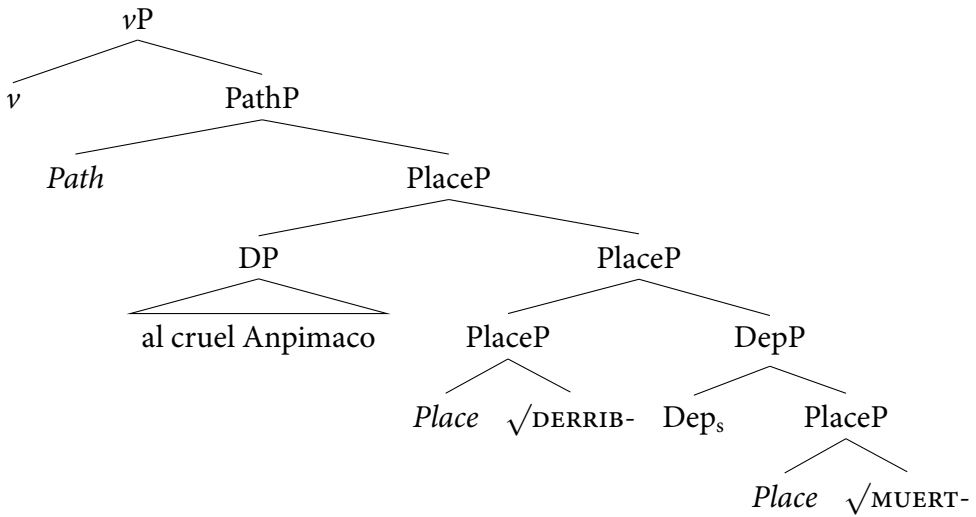 vP
v PathP
Path PlaceP
DP PlaceP
al cruel Anpimaco PlaceP DepP
Place √DERRIB- Depₛ PlaceP
Place √MUERT-